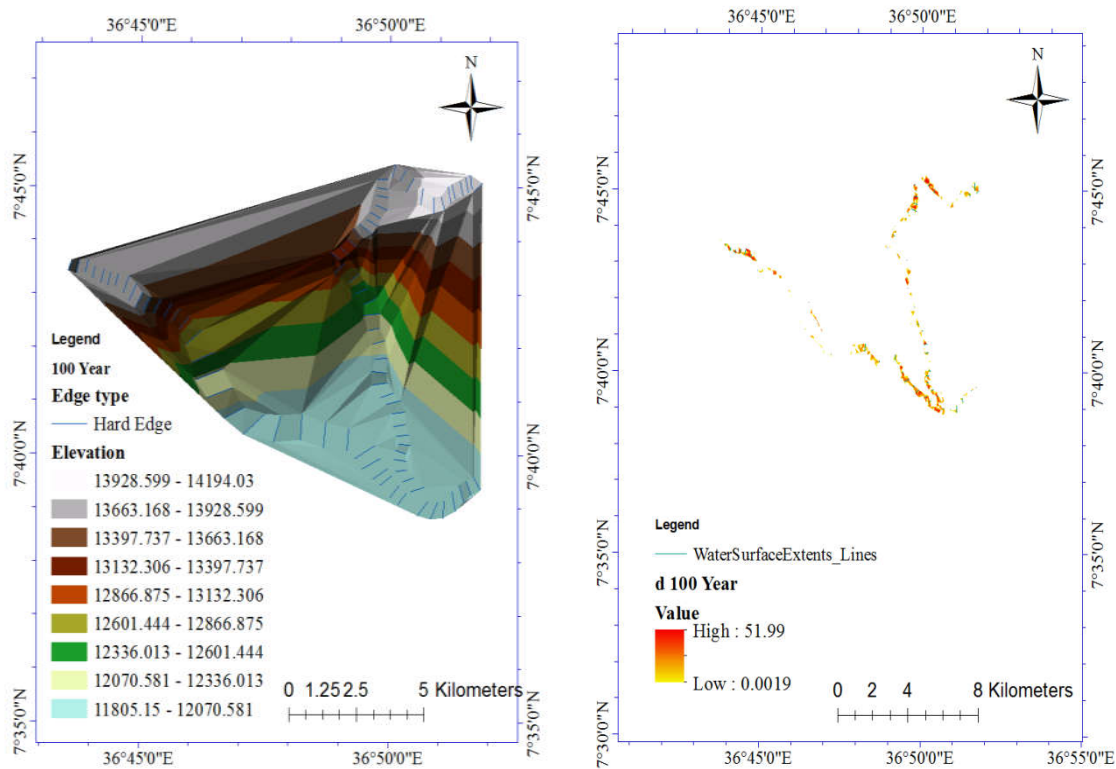 36°45'0"E 36°50'0"E
N
7°45'0"N 7°45'0"N
7°40'0"N 7°40'0"N
7°35'0"N 7°35'0"N
Legend
100 Year
Edge type
Hard Edge
Elevation
13928.599 - 14194.03
13663.168 - 13928.599
13397.737 - 13663.168
13132.306 - 13397.737
12866.875 - 13132.306
12601.444 - 12866.875
12336.013 - 12601.444
12070.581 - 12336.013
11805.15 - 12070.581
0 1.25 2.5 5 Kilometers
36°45'0"E 36°50'0"E
36°45'0"E 36°50'0"E
N
7°45'0"N 7°45'0"N
7°40'0"N 7°40'0"N
7°35'0"N 7°35'0"N
7°30'0"N
Legend
WaterSurfaceExtents_Lines
d 100 Year
Value
High : 51.99
Low : 0.0019
0 2 4 8 Kilometers
36°45'0"E 36°50'0"E 36°55'0"E